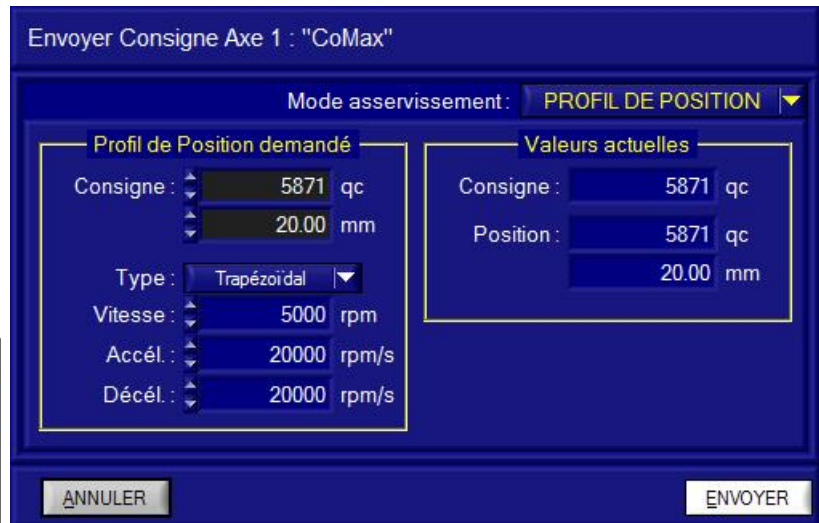 Envoyer Consigne Axe 1 : "CoMax"
Mode asservissement : PROFIL DE POSITION
Profil de Position demandé
Consigne : 5871 qc
20.00 mm
Type : Trapézoïdal
Vitesse : 5000 rpm
Accél. : 20000 rpm/s
Décél. : 20000 rpm/s
Valeurs actuelles
Consigne : 5871 qc
Position : 5871 qc
20.00 mm
ANNULER
ENVOYER